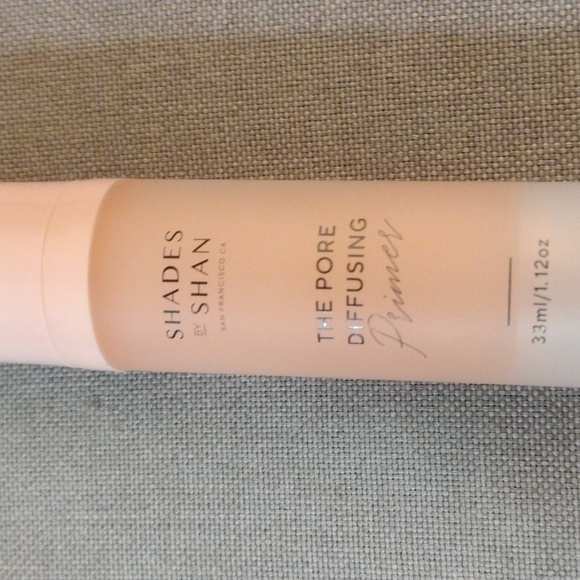 SHADES
BY SHAN
SAN FRANCISCO CA
THE PORE
DIFFUSING
Primer
33ml/1.12oz